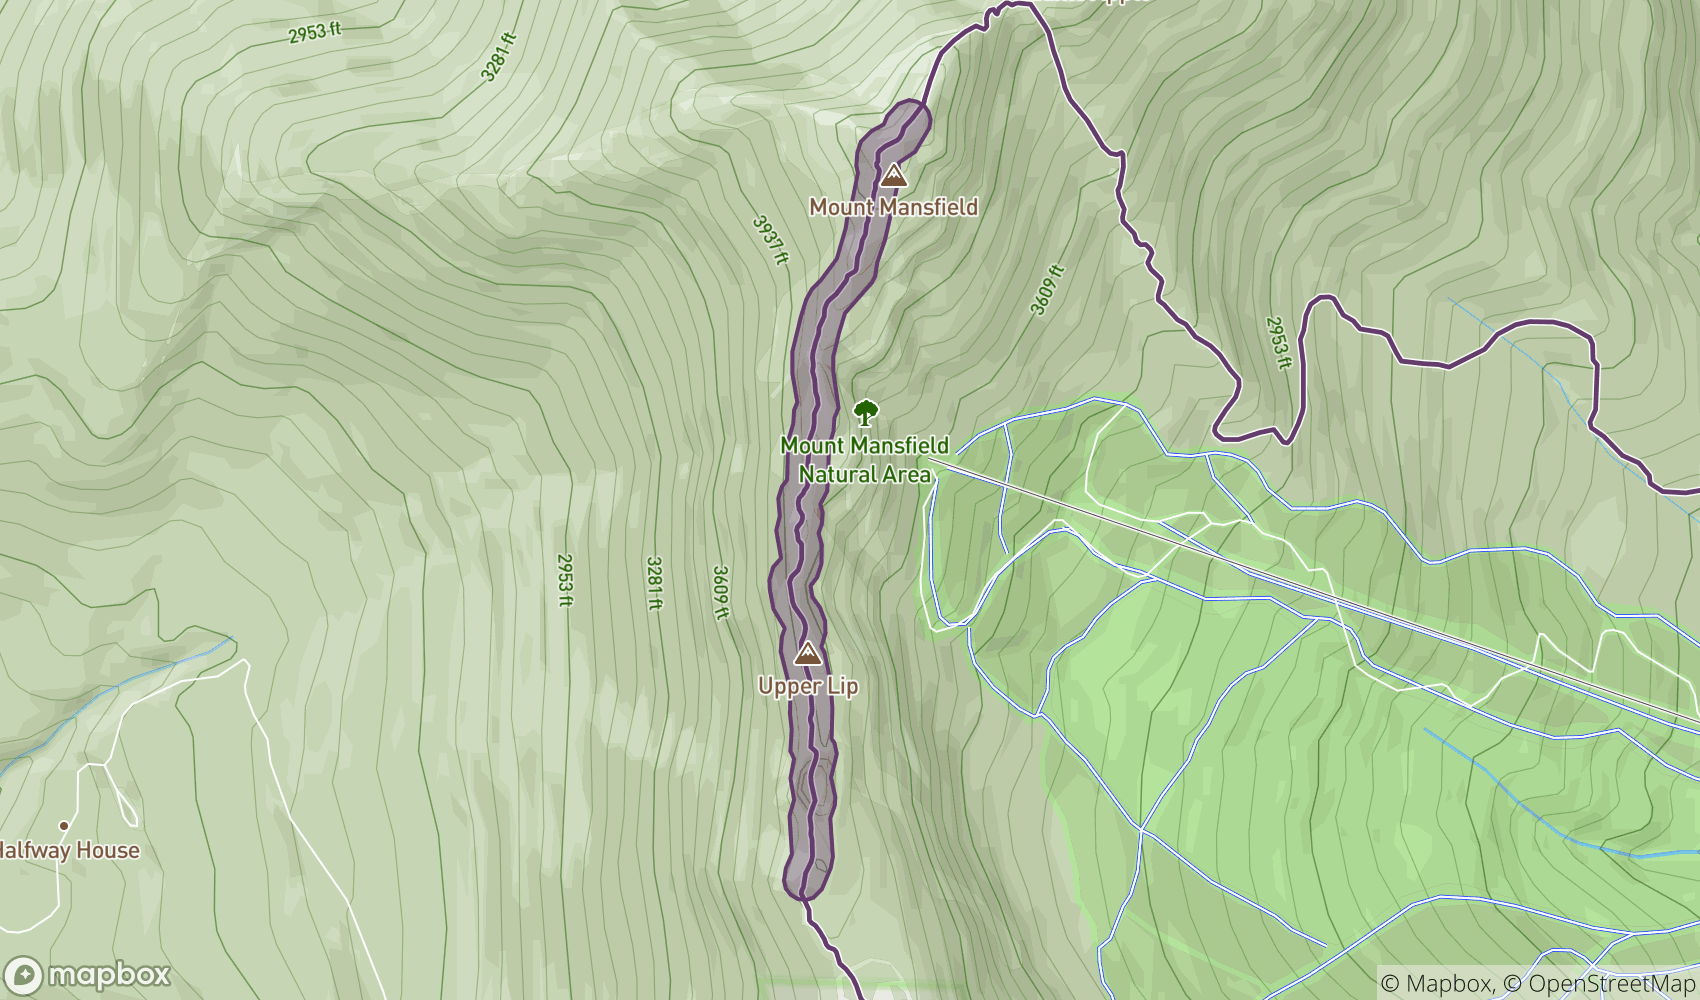 2953 ft
3281 ft
Mount Mansfield
3937 ft
3609 ft
2953 ft
Mount Mansfield
Natural Area
2953 ft
3281 ft
3609 ft
Upper Lip
Halfway House
mapbox
© Mapbox, © OpenStreetMap